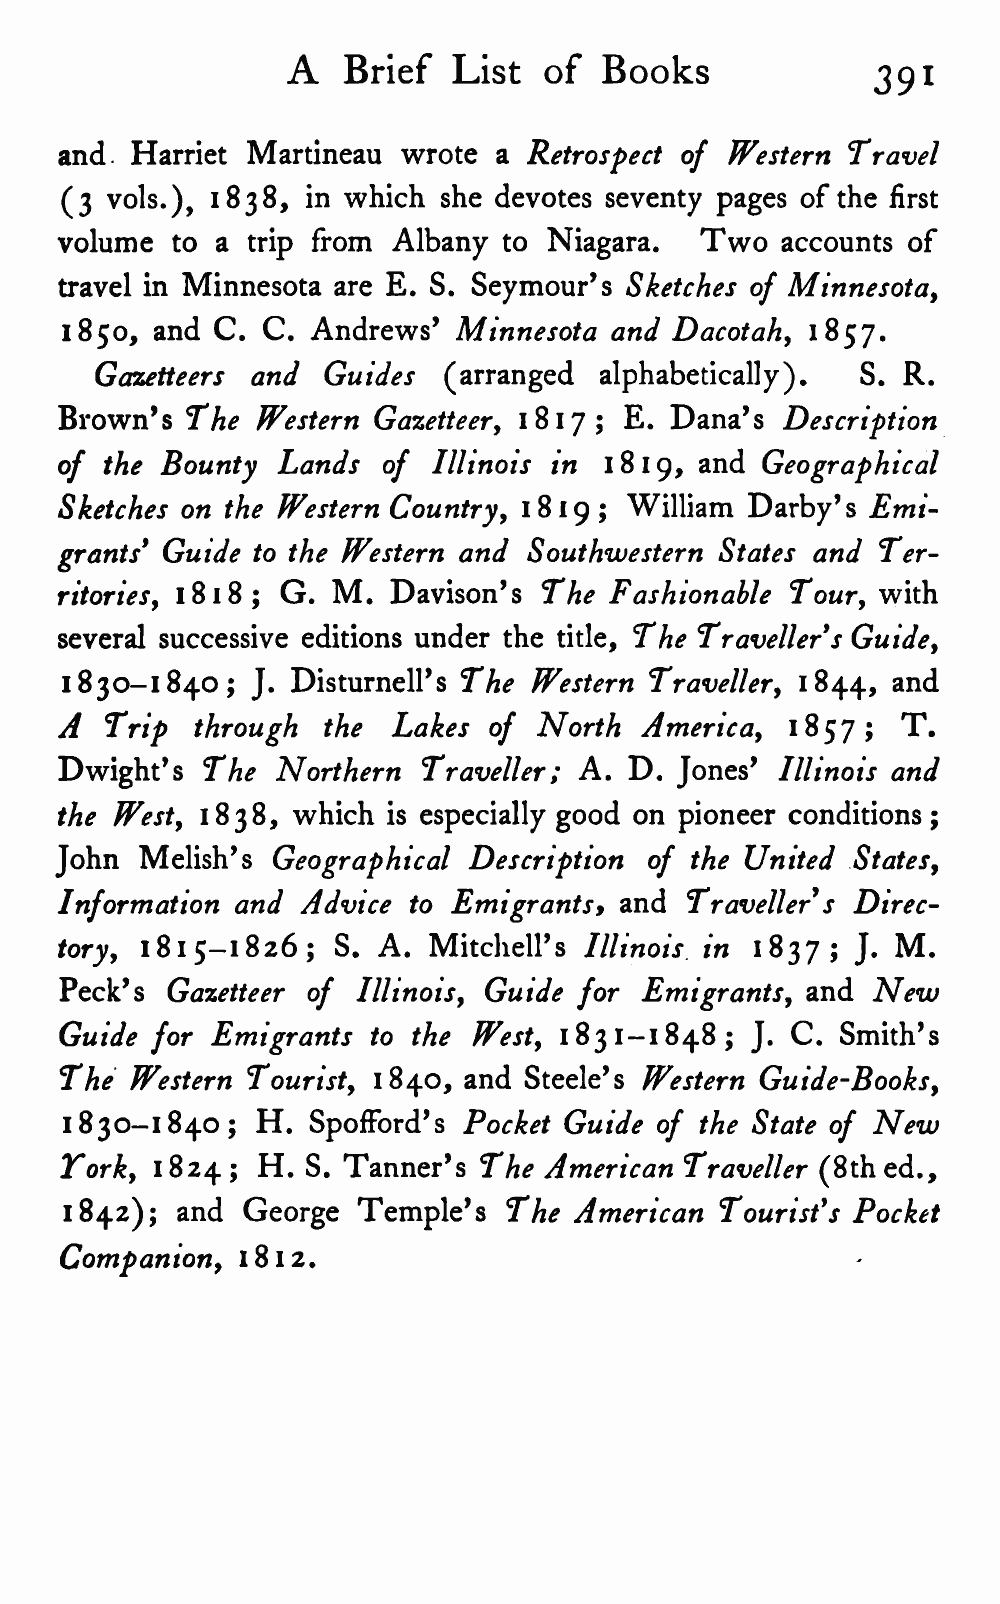 A Brief List of Books 391
and Harriet Martineau wrote a Retrospect of Western Travel
(3 vols.), 1838, in which she devotes seventy pages of the first
volume to a trip from Albany to Niagara. Two accounts of
travel in Minnesota are E. S. Seymour's Sketches of Minnesota,
1850, and C. C. Andrews' Minnesota and Dacotah, 1857.
Gazetteers and Guides (arranged alphabetically). S. R.
Brown's The Western Gazetteer, 1817; E. Dana's Description
of the Bounty Lands of Illinois in 1819, and Geographical
Sketches on the Western Country, 1819; William Darby's Emi-
grants' Guide to the Western and Southwestern States and Ter-
ritories, 1818; G. M. Davison's The Fashionable Tour, with
several successive editions under the title, The Traveller's Guide,
1830–1840; J. Disturnell's The Western Traveller, 1844, and
A Trip through the Lakes of North America, 1857; T.
Dwight's The Northern Traveller; A. D. Jones' Illinois and
the West, 1838, which is especially good on pioneer conditions;
John Melish's Geographical Description of the United States,
Information and Advice to Emigrants, and Traveller's Direc-
tory, 1815–1826; S. A. Mitchell's Illinois in 1837; J. M.
Peck's Gazetteer of Illinois, Guide for Emigrants, and New
Guide for Emigrants to the West, 1831–1848; J. C. Smith's
The Western Tourist, 1840, and Steele's Western Guide-Books,
1830–1840; H. Spofford's Pocket Guide of the State of New
York, 1824; H. S. Tanner's The American Traveller (8th ed.,
1842); and George Temple's The American Tourist's Pocket
Companion, 1812.